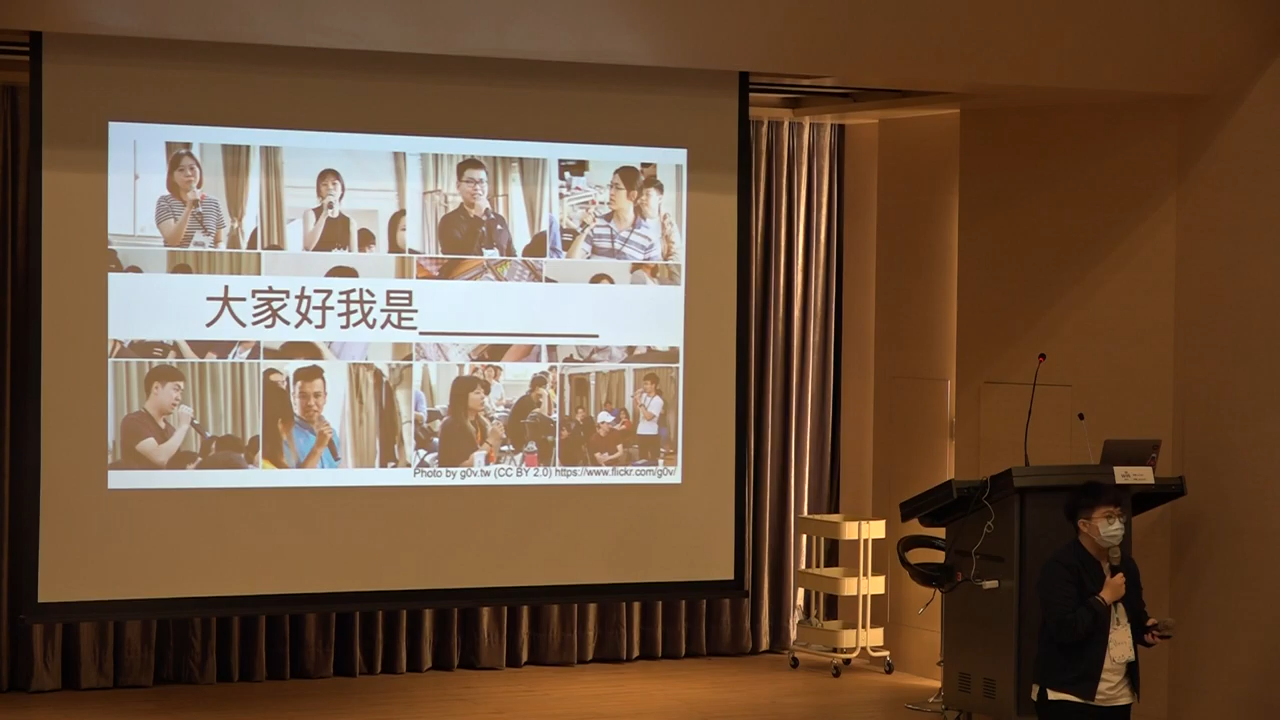 大家好我是________
Photo by g0v.tw (CC BY 2.0) https://www.flickr.com/g0v/